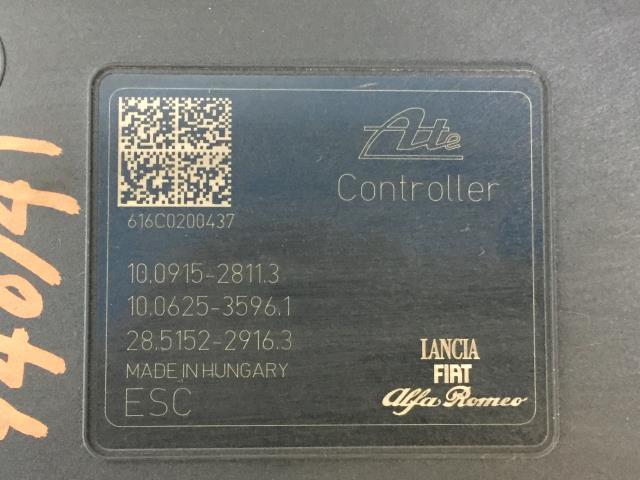 Ate
Controller
616C0200437
10.0915-2811.3
10.0625-3596.1
28.5152-2916.3
MADE IN HUNGARY
ESC
LANCIA
FIAT
Alfa Romeo